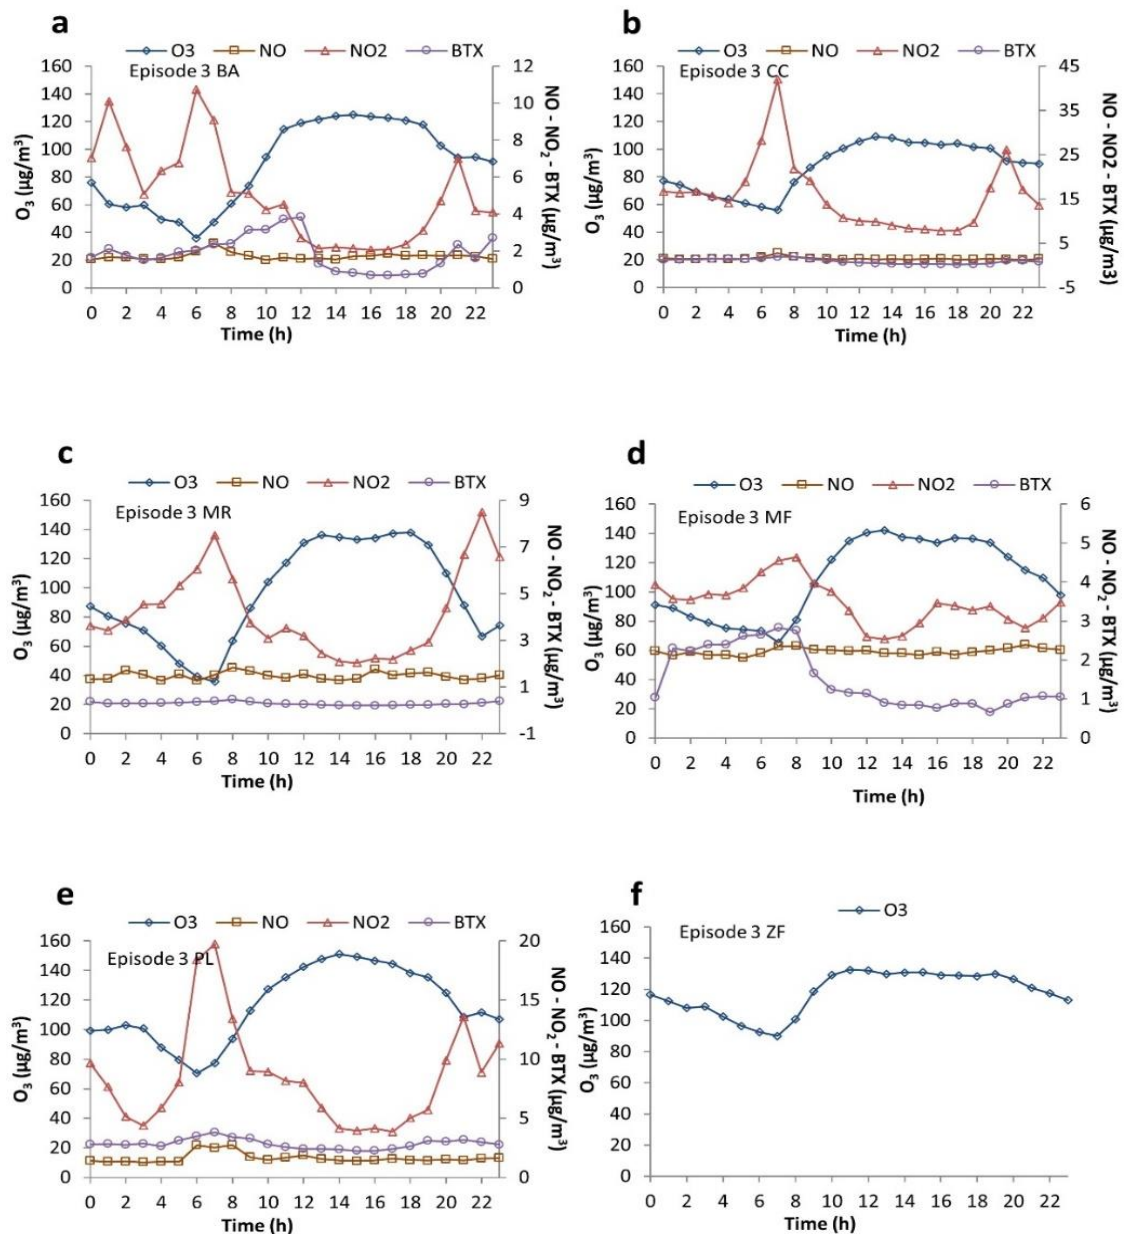 a
O3 NO NO2 BTX
Episode 3 BA
160 140 120 100 80 60 40 20 0
O₃ (µg/m³)
12 10 8 6 4 2 0
NO - NO₂ - BTX (µg/m³)
0 2 4 6 8 10 12 14 16 18 20 22
Time (h)
b
O3 NO NO2 BTX
Episode 3 CC
160 140 120 100 80 60 40 20 0
O₃ (µg/m³)
45 35 25 15 5 -5
NO - NO2 - BTX (µg/m3)
0 2 4 6 8 10 12 14 16 18 20 22
Time (h)
c
O3 NO NO2 BTX
Episode 3 MR
160 140 120 100 80 60 40 20 0
O₃ (µg/m³)
9 7 5 3 1 -1
NO - NO₂ - BTX (µg/m³)
0 2 4 6 8 10 12 14 16 18 20 22
Time (h)
d
O3 NO NO2 BTX
Episode 3 MF
160 140 120 100 80 60 40 20 0
O₃ (µg/m³)
6 5 4 3 2 1 0
NO - NO₂ - BTX (µg/m³)
0 2 4 6 8 10 12 14 16 18 20 22
Time (h)
e
O3 NO NO2 BTX
Episode 3 PL
160 140 120 100 80 60 40 20 0
O₃ (µg/m³)
20 15 10 5 0
NO - NO₂ - BTX (µg/m³)
0 2 4 6 8 10 12 14 16 18 20 22
Time (h)
f
O3
Episode 3 ZF
160 140 120 100 80 60 40 20 0
O₃ (µg/m³)
0 2 4 6 8 10 12 14 16 18 20 22
Time (h)